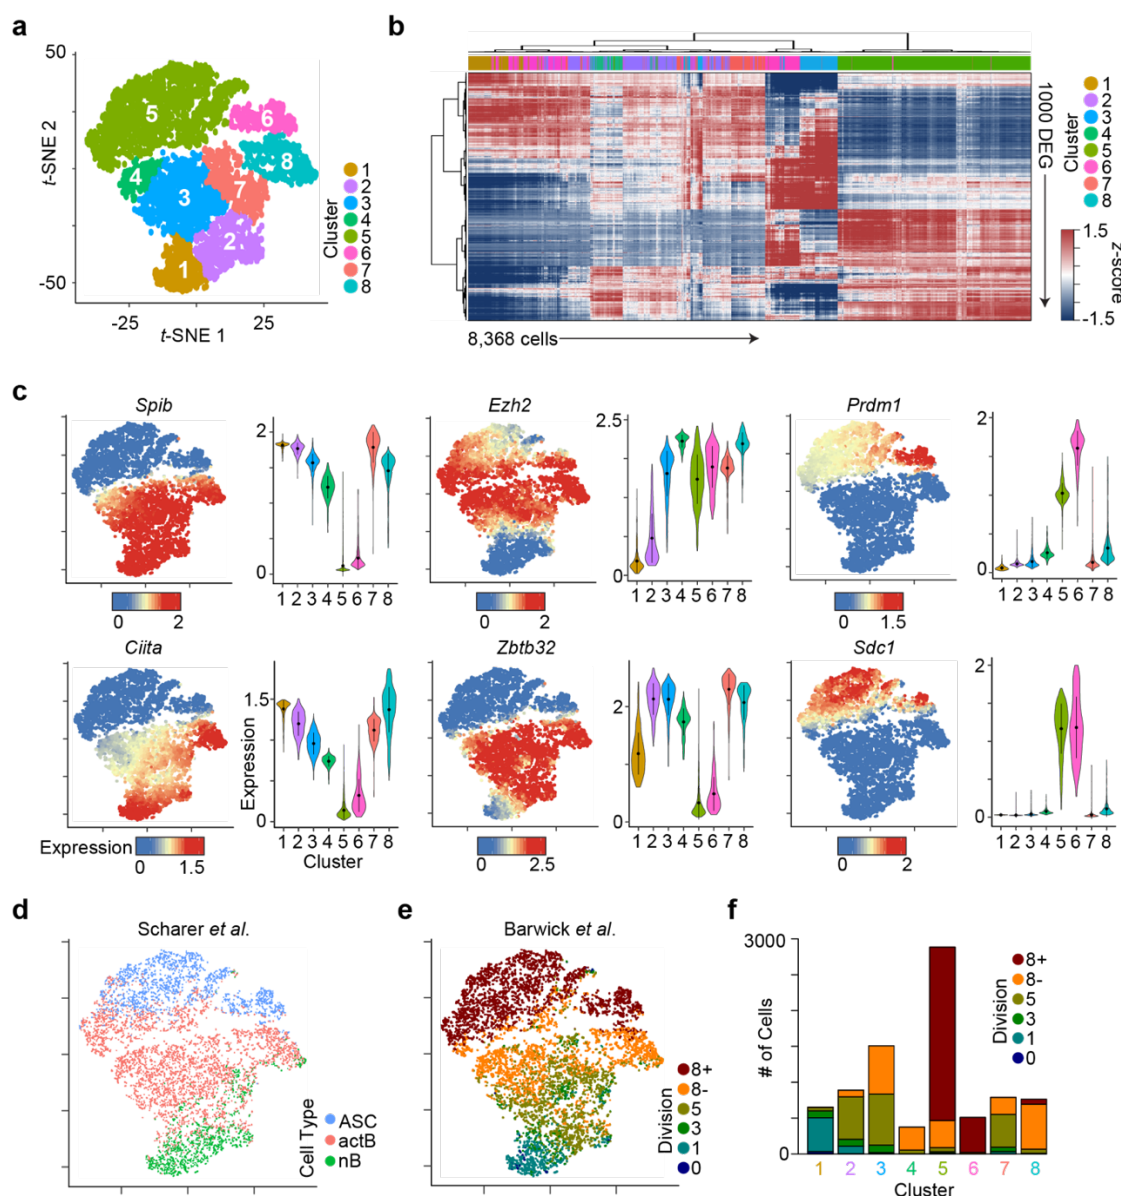 a
50
t-SNE 2
-50
-25
25
t-SNE 1
1
2
3
4
5
6
7
8
Cluster
1
2
3
4
5
6
7
8
b
8,368 cells
1000 DEG
Cluster
1
2
3
4
5
6
7
8
1.5
z-score
-1.5
c
Spib
0 2
2
0
1 2 3 4 5 6 7 8
Ezh2
0 2
2.5
0
1 2 3 4 5 6 7 8
Prdm1
0 1.5
2
0
1 2 3 4 5 6 7 8
Ciita
Expression
0 1.5
1.5
0
Expression
1 2 3 4 5 6 7 8
Cluster
Zbtb32
0 2.5
2
0
1 2 3 4 5 6 7 8
Sdc1
0 2
2
0
1 2 3 4 5 6 7 8
d
Scharer et al.
Cell Type
ASC
actB
nB
e
Barwick et al.
Division
8+
8-
5
3
1
0
f
3000
# of Cells
0
1 2 3 4 5 6 7 8
Cluster
Division
8+
8-
5
3
1
0